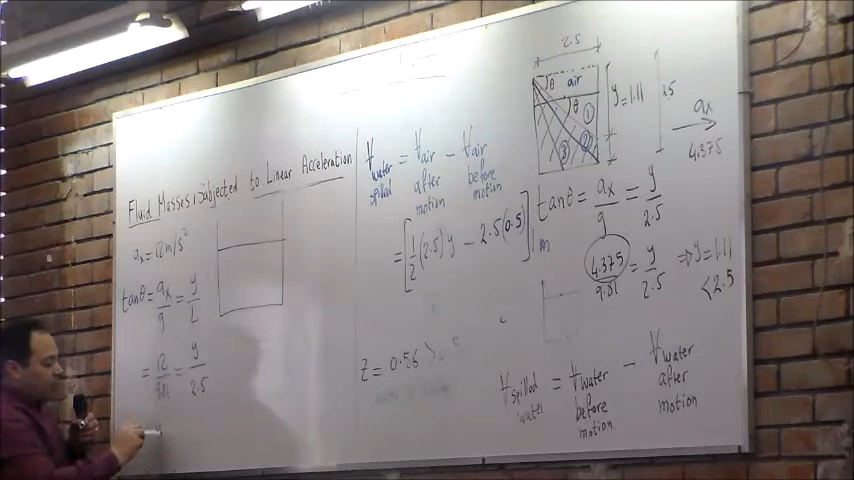 Fluid Masses Subjected to Linear Acceleration
ax = 12 m/s²
tanθ = ax/g = y/L
= 12/9.81 = y/2.5
V water spilled = V air after motion − V air before motion
= [1/2 (2.5) y − 2.5(0.5)] 1m
z = 0.56 >
2.5
θ air
θ
y = 1.11
①
②
③
ax
4.375
tanθ = ax/g = y/2.5
4.375/9.81 = y/2.5 ⇒ y = 1.11
< 2.5
V spilled water = V water before motion − V water after motion